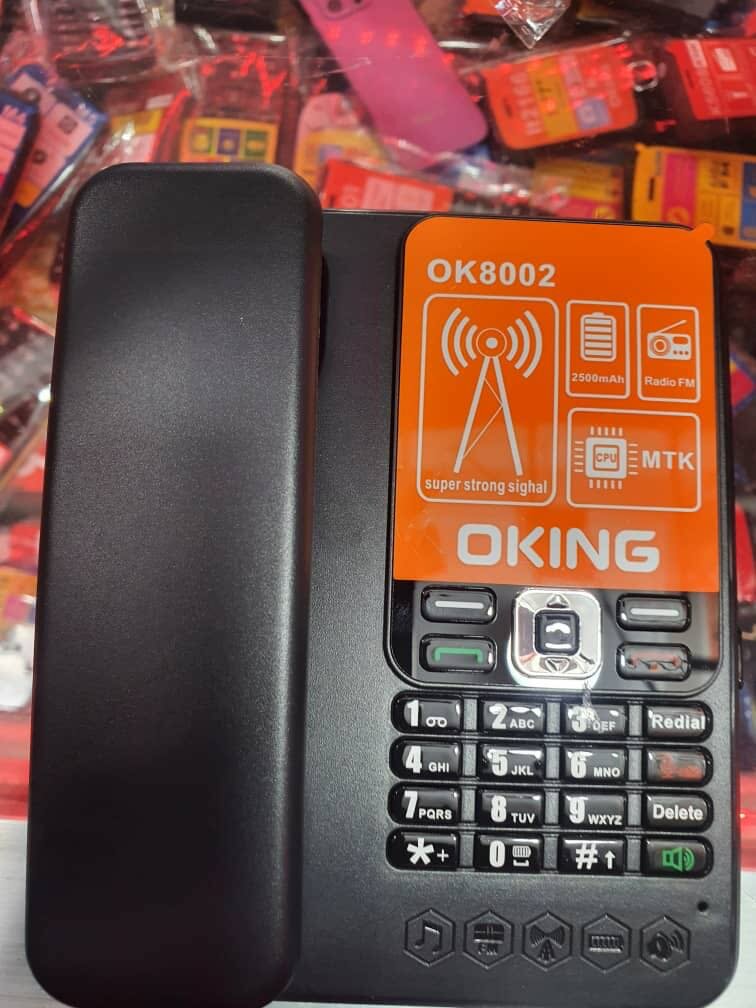 OK8002
2500mAh
Radio FM
CPU
MTK
super strong sighal
OKING
1
2 ABC
3 DEF
Redial
4 GHI
5 JKL
6 MNO
7 PQRS
8 TUV
9 WXYZ
Delete
*+
0
#↑
FM